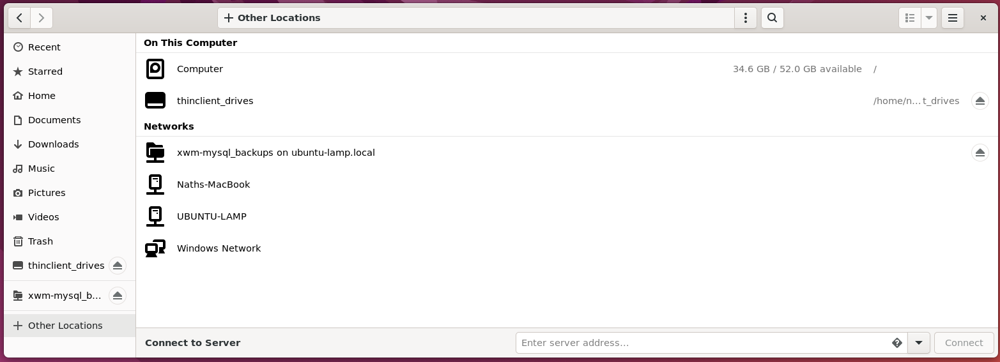 Other Locations
Recent
Starred
Home
Documents
Downloads
Music
Pictures
Videos
Trash
thinclient_drives
xwm-mysql_b...
Other Locations
On This Computer
Computer 34.6 GB / 52.0 GB available /
thinclient_drives /home/n...t_drives
Networks
xwm-mysql_backups on ubuntu-lamp.local
Naths-MacBook
UBUNTU-LAMP
Windows Network
Connect to Server Enter server address... Connect